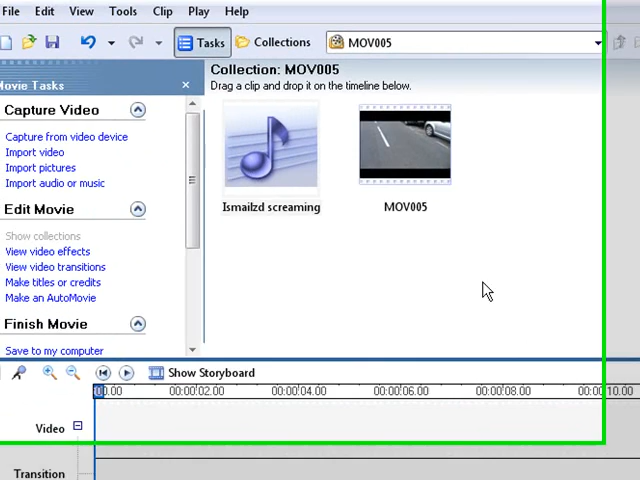 File Edit View Tools Clip Play Help
Tasks Collections MOV005
Movie Tasks
Collection: MOV005
Drag a clip and drop it on the timeline below.
Capture Video
Capture from video device
Import video
Import pictures
Import audio or music
Edit Movie
Show collections
View video effects
View video transitions
Make titles or credits
Make an AutoMovie
Finish Movie
Save to my computer
Ismailzd screaming
MOV005
Show Storyboard
00:00:02.00 00:00:04.00 00:00:06.00 00:00:08.00 00:00:10.00
Video
Transition